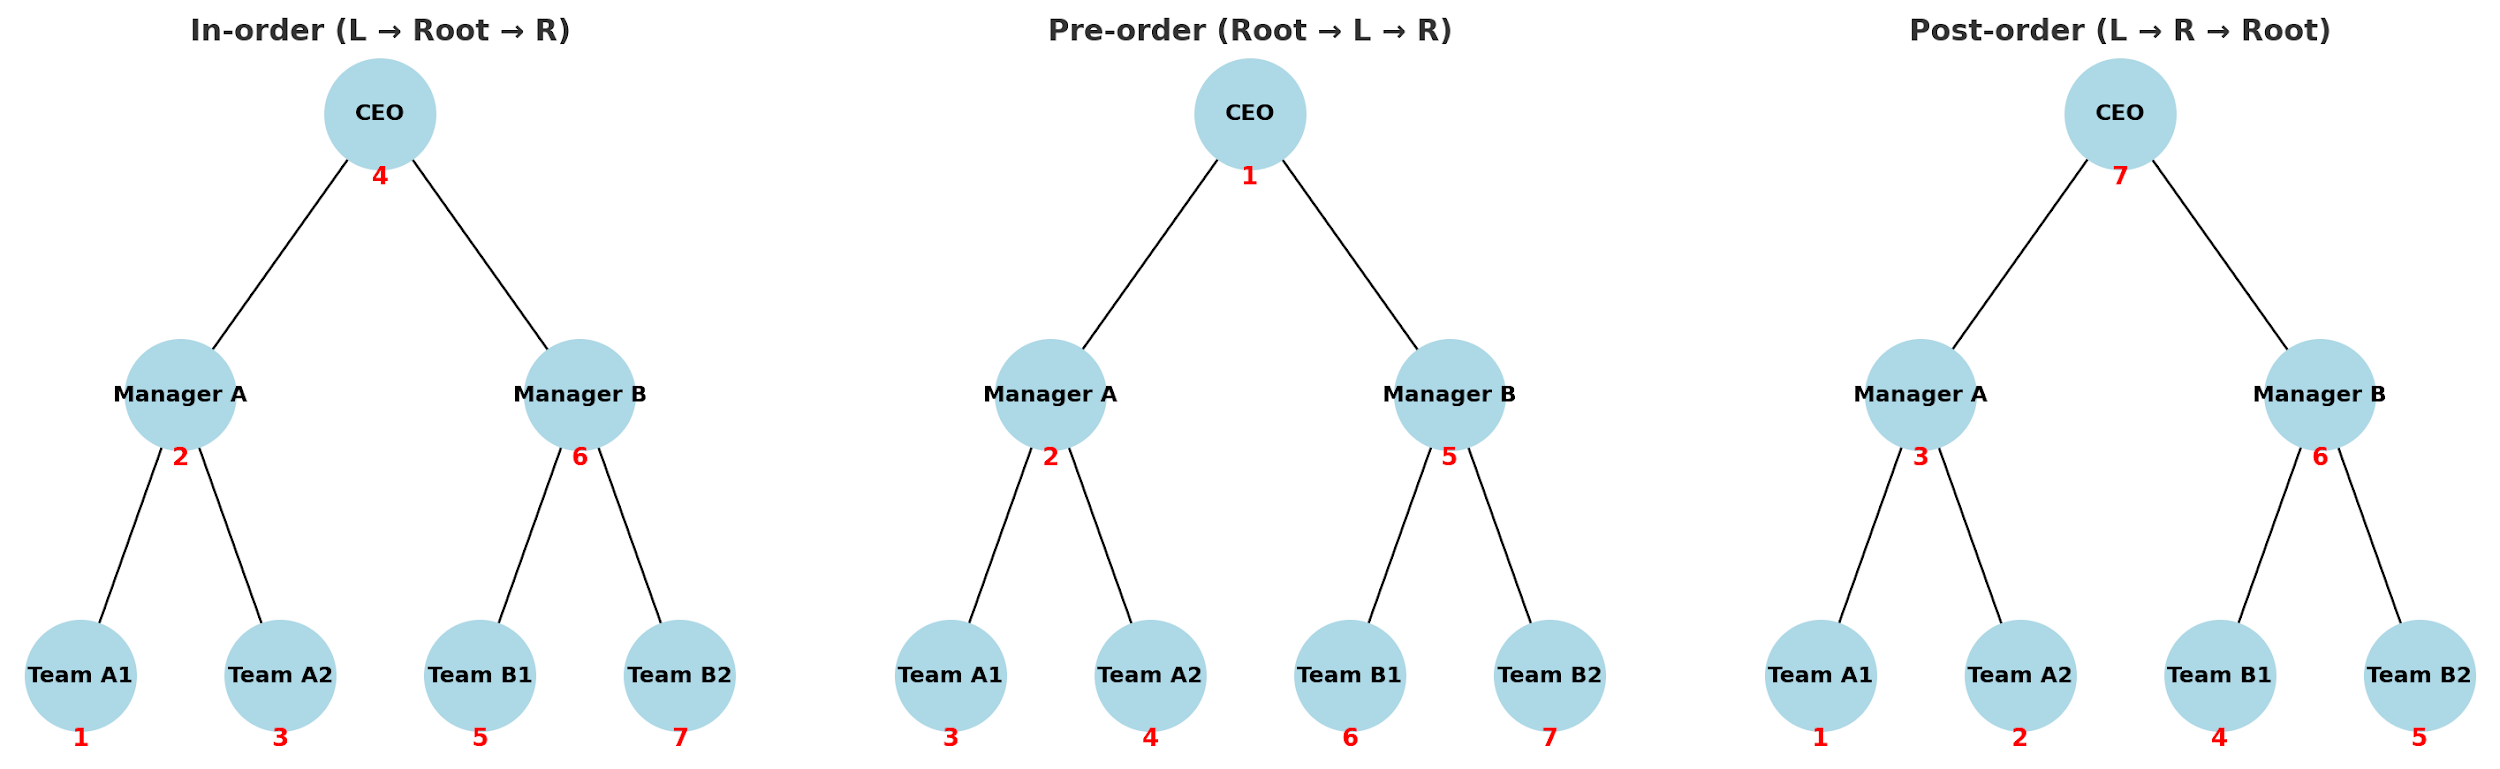 In-order (L → Root → R)
CEO
4
Manager A
2
Manager B
6
Team A1
1
Team A2
3
Team B1
5
Team B2
7
Pre-order (Root → L → R)
CEO
1
Manager A
2
Manager B
5
Team A1
3
Team A2
4
Team B1
6
Team B2
7
Post-order (L → R → Root)
CEO
7
Manager A
3
Manager B
6
Team A1
1
Team A2
2
Team B1
4
Team B2
5